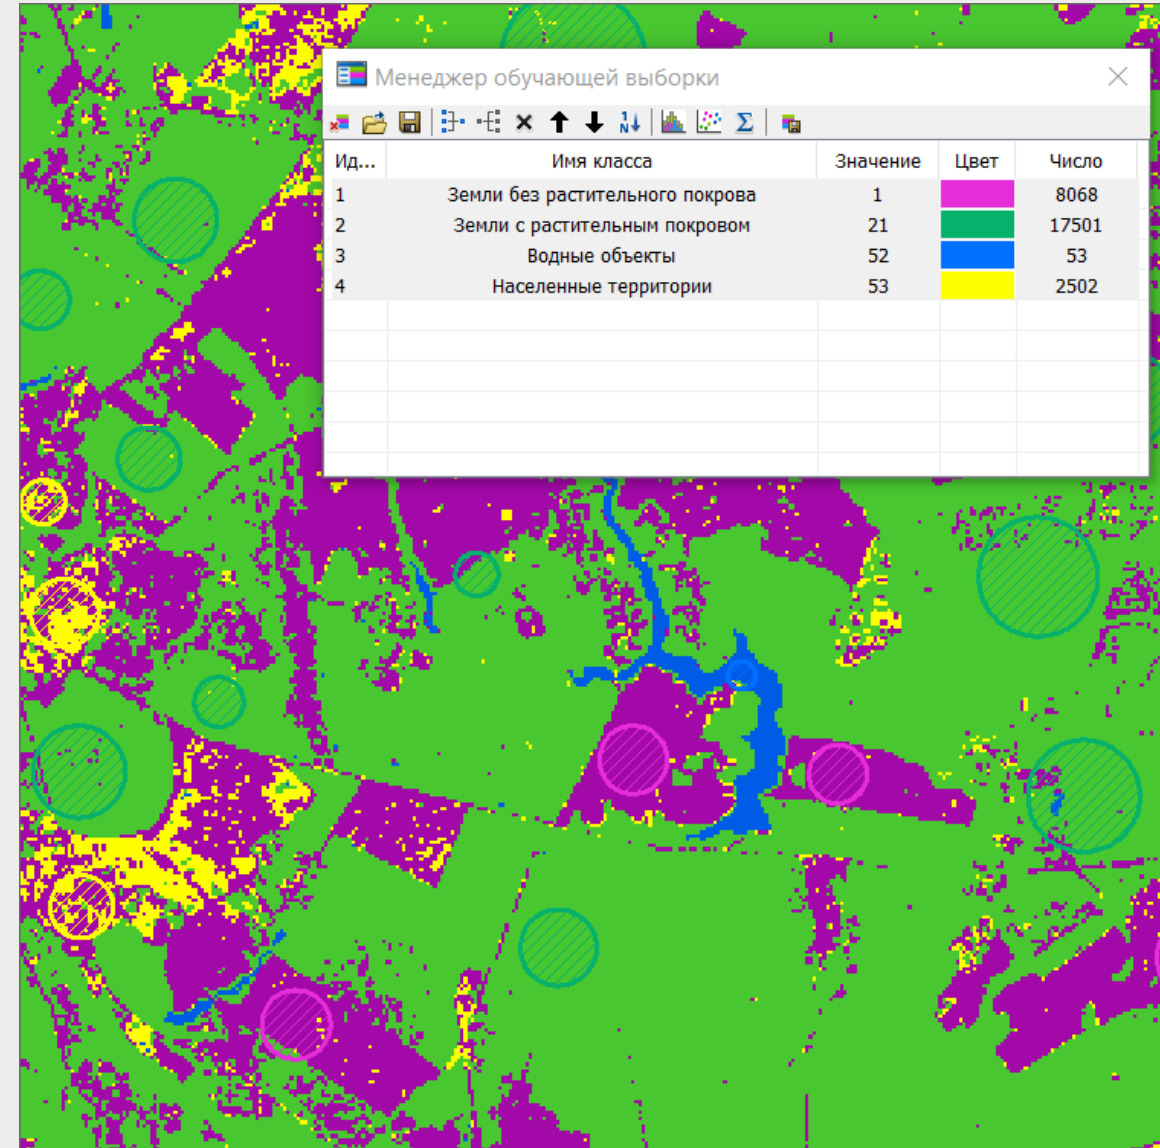 Менеджер обучающей выборки
Ид... Имя класса Значение Цвет Число
1 Земли без растительного покрова 1 8068
2 Земли с растительным покровом 21 17501
3 Водные объекты 52 53
4 Населенные территории 53 2502